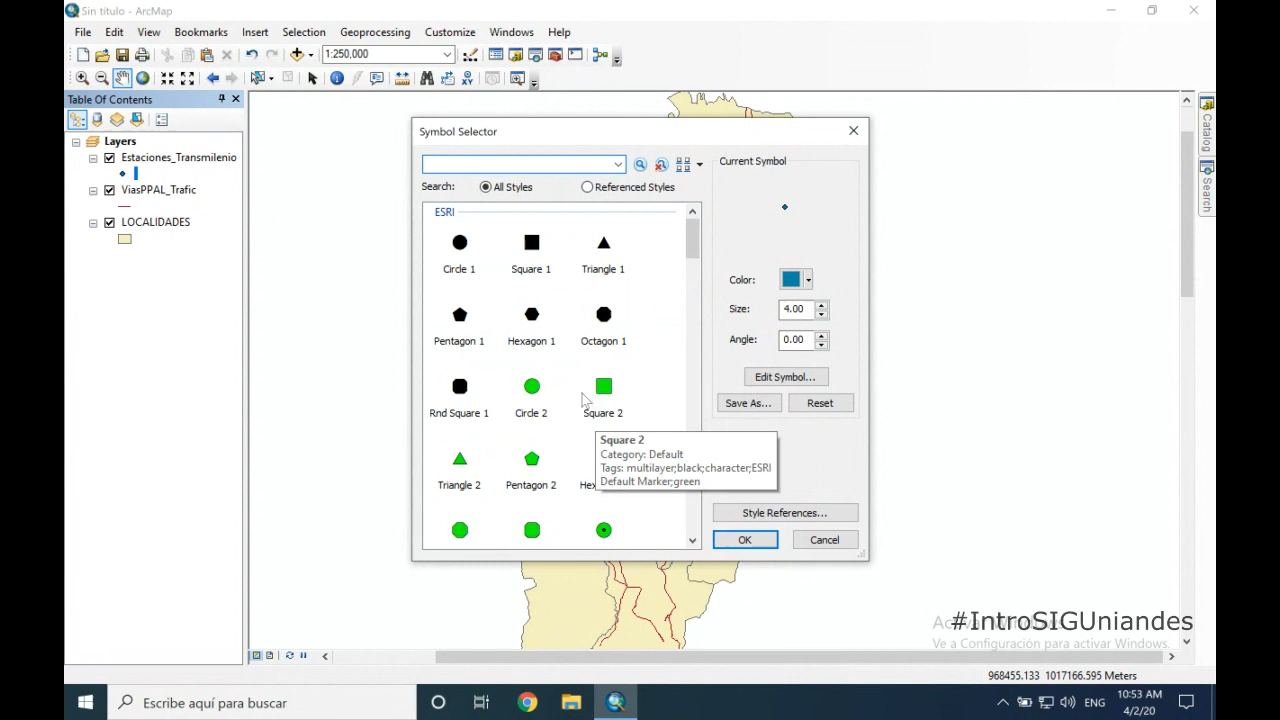 Sin título - ArcMap
File Edit View Bookmarks Insert Selection Geoprocessing Customize Windows Help
1:250,000
Table Of Contents
Layers
Estaciones_Transmilenio
ViasPPAL_Trafic
LOCALIDADES
Symbol Selector
Search: All Styles Referenced Styles
ESRI
Circle 1 Square 1 Triangle 1
Pentagon 1 Hexagon 1 Octagon 1
Rnd Square 1 Circle 2 Square 2
Triangle 2 Pentagon 2
Square 2
Category: Default
Tags: multilayer;black;character;ESRI
Default Marker;green
Current Symbol
Color:
Size: 4.00
Angle: 0.00
Edit Symbol...
Save As... Reset
Style References...
OK Cancel
Catalog
Search
#IntroSIGUniandes
Ve a Configuración para activar Windows.
968455.133 1017166.595 Meters
Escribe aquí para buscar
ENG
10:53 AM
4/2/20